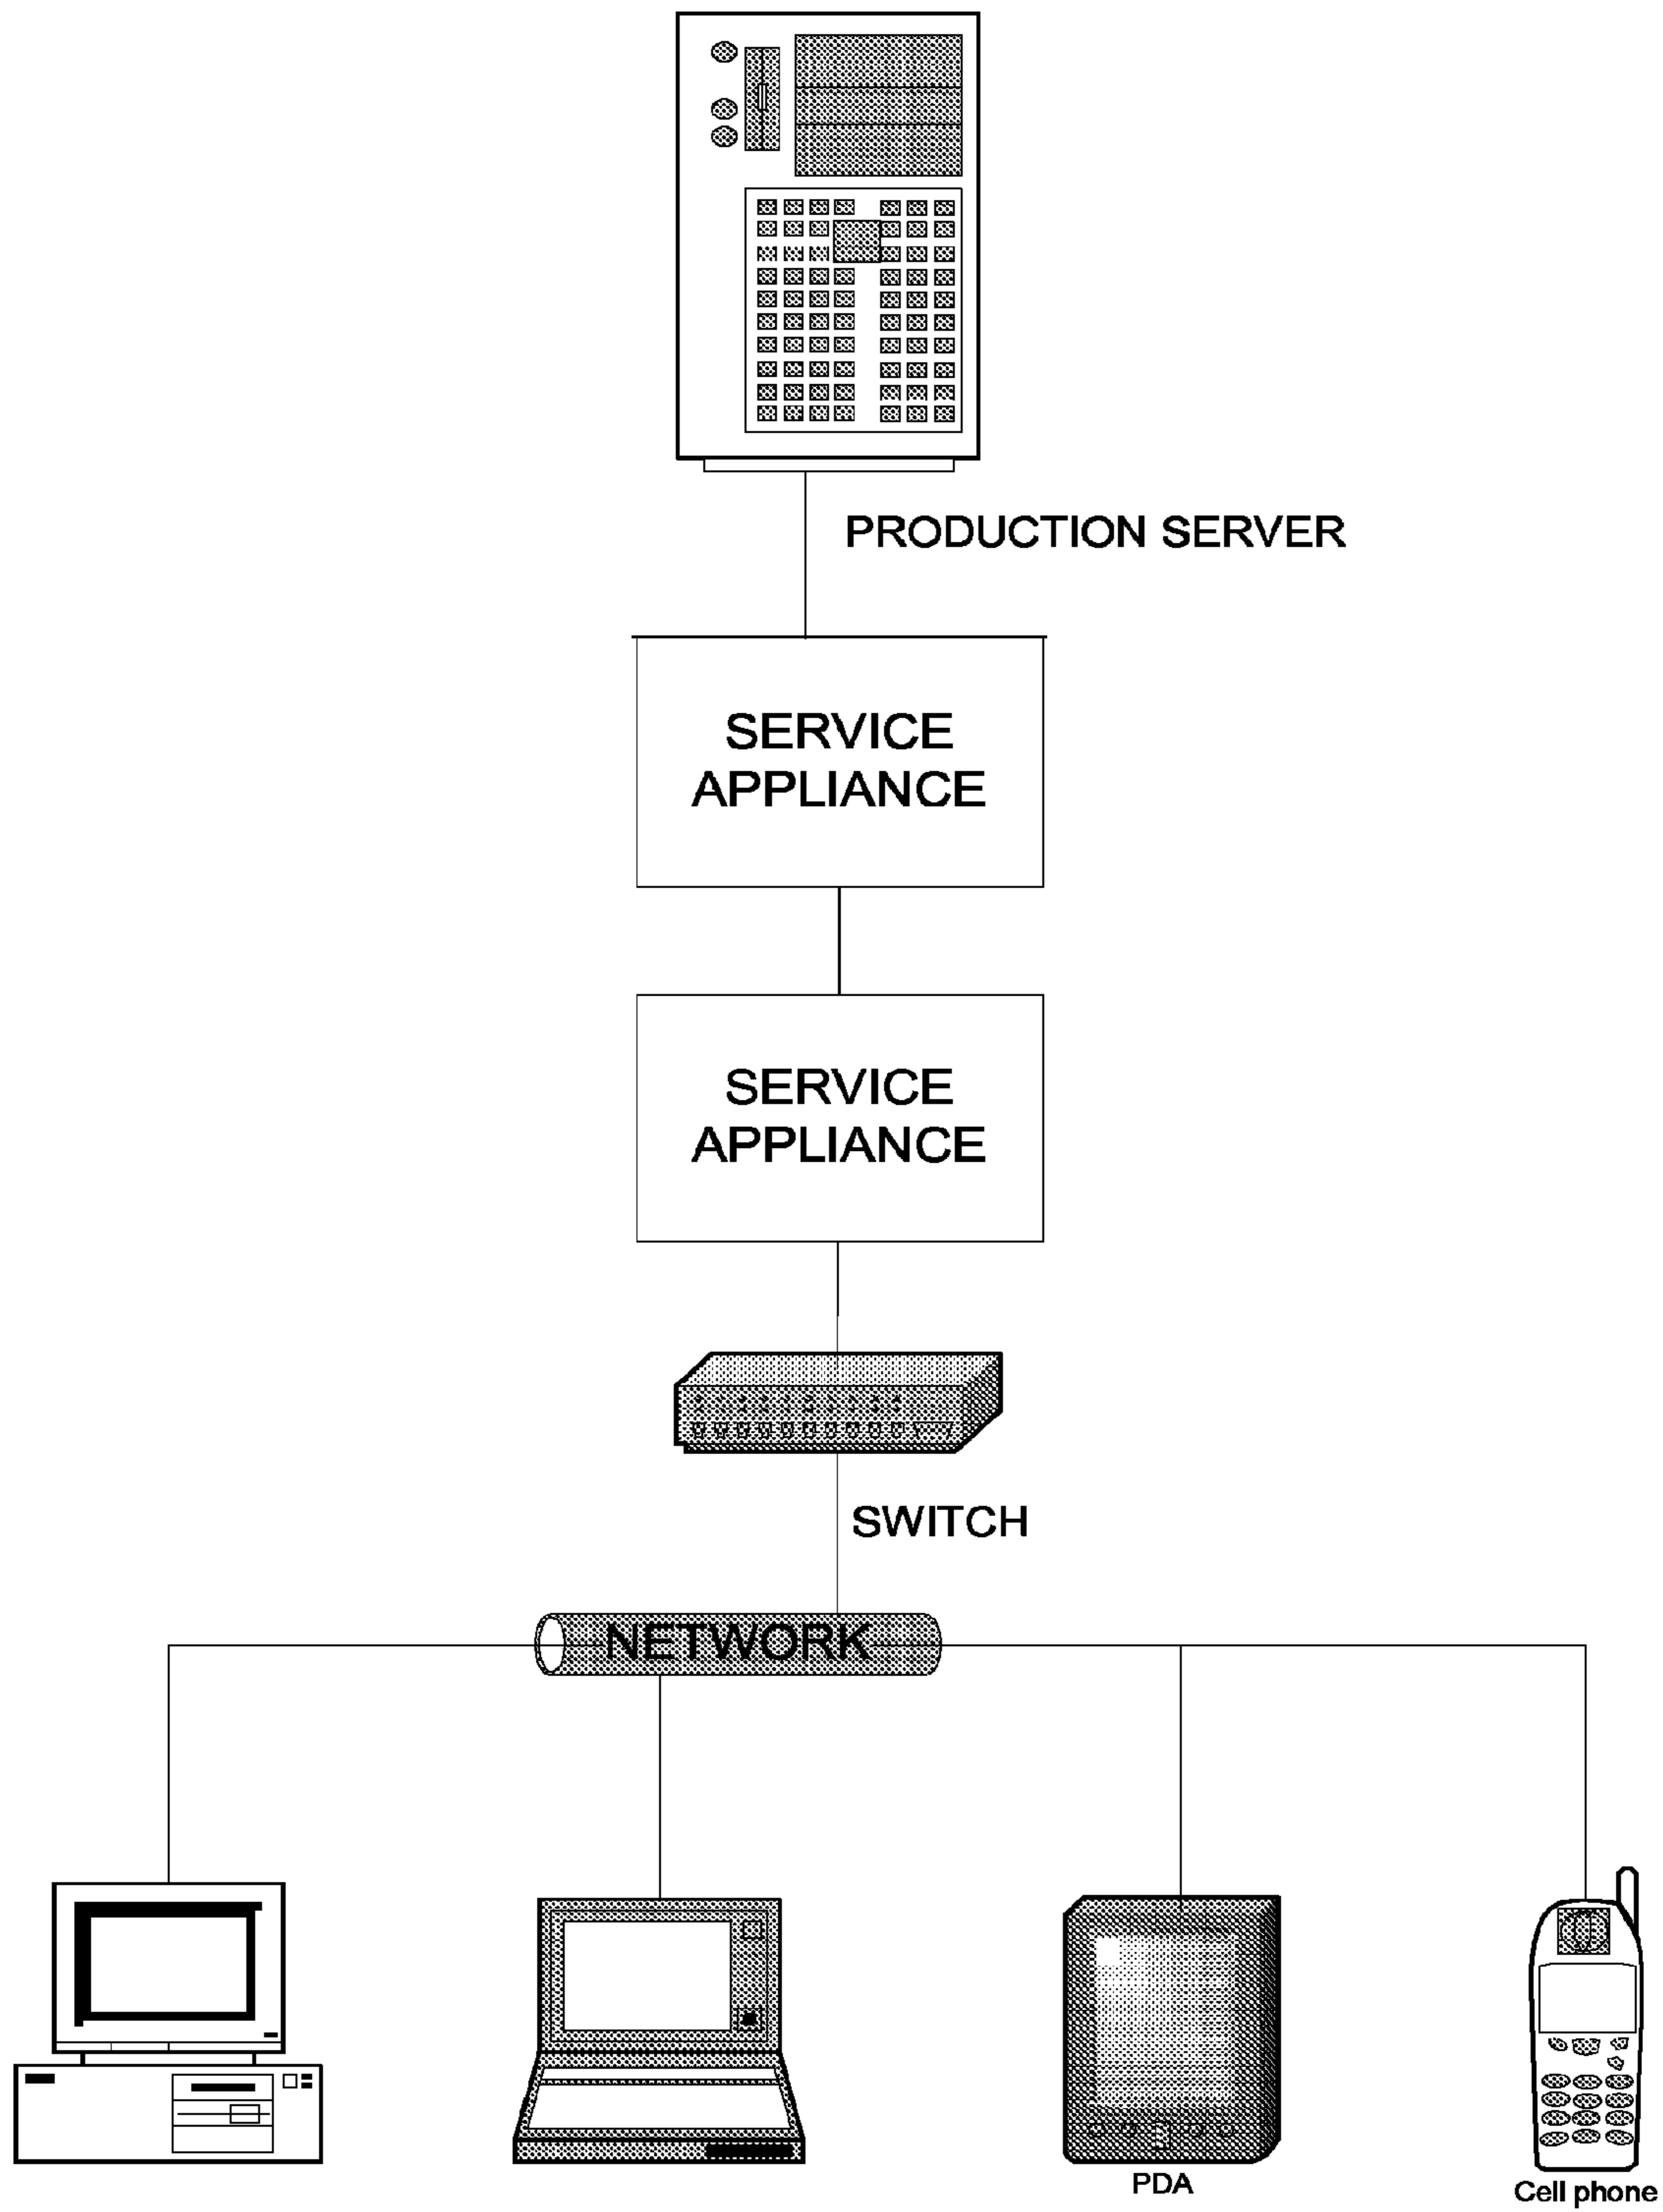 PRODUCTION SERVER
SERVICE
APPLIANCE
SERVICE
APPLIANCE
SWITCH
NETWORK
PDA
Cell phone